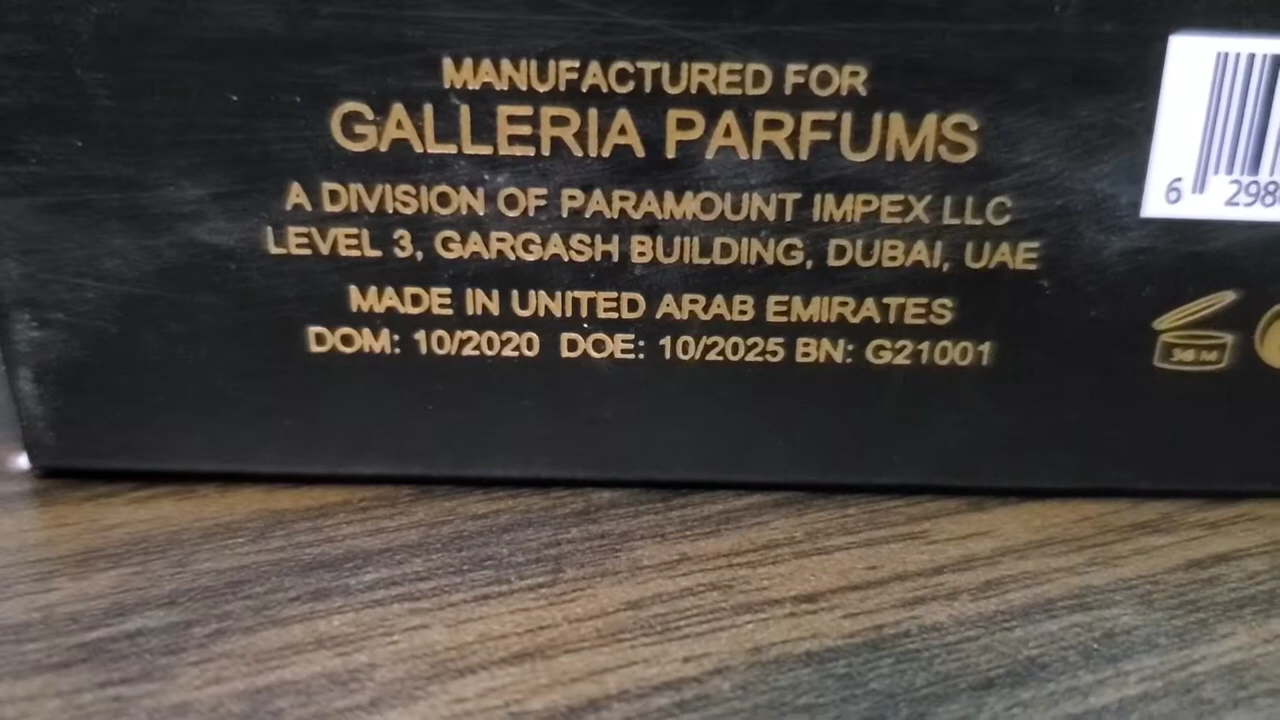 MANUFACTURED FOR
GALLERIA PARFUMS
A DIVISION OF PARAMOUNT IMPEX LLC
LEVEL 3, GARGASH BUILDING, DUBAI, UAE
MADE IN UNITED ARAB EMIRATES
DOM: 10/2020 DOE: 10/2025 BN: G21001
6 298
36 M